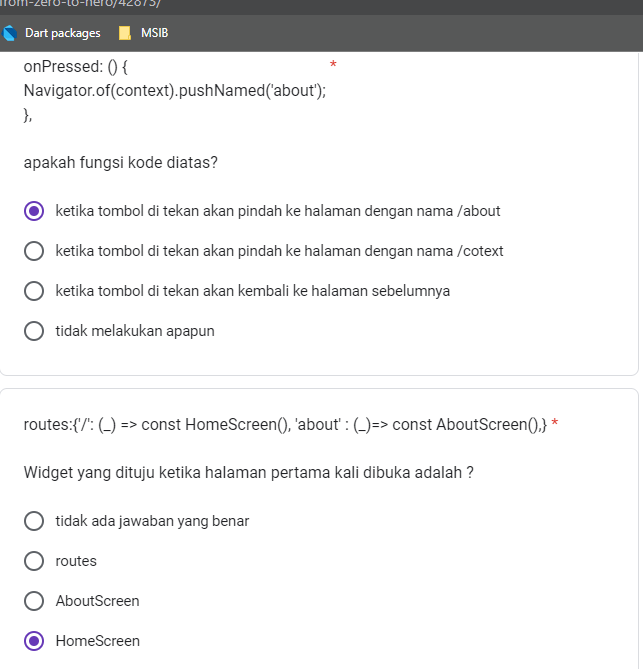 from-zero-to-hero/42875/
Dart packages MSIB
onPressed: () { *
Navigator.of(context).pushNamed('about');
},
apakah fungsi kode diatas?
ketika tombol di tekan akan pindah ke halaman dengan nama /about
ketika tombol di tekan akan pindah ke halaman dengan nama /cotext
ketika tombol di tekan akan kembali ke halaman sebelumnya
tidak melakukan apapun
routes:{'/': (_) => const HomeScreen(), 'about' : (_)=> const AboutScreen(),} *
Widget yang dituju ketika halaman pertama kali dibuka adalah ?
tidak ada jawaban yang benar
routes
AboutScreen
HomeScreen